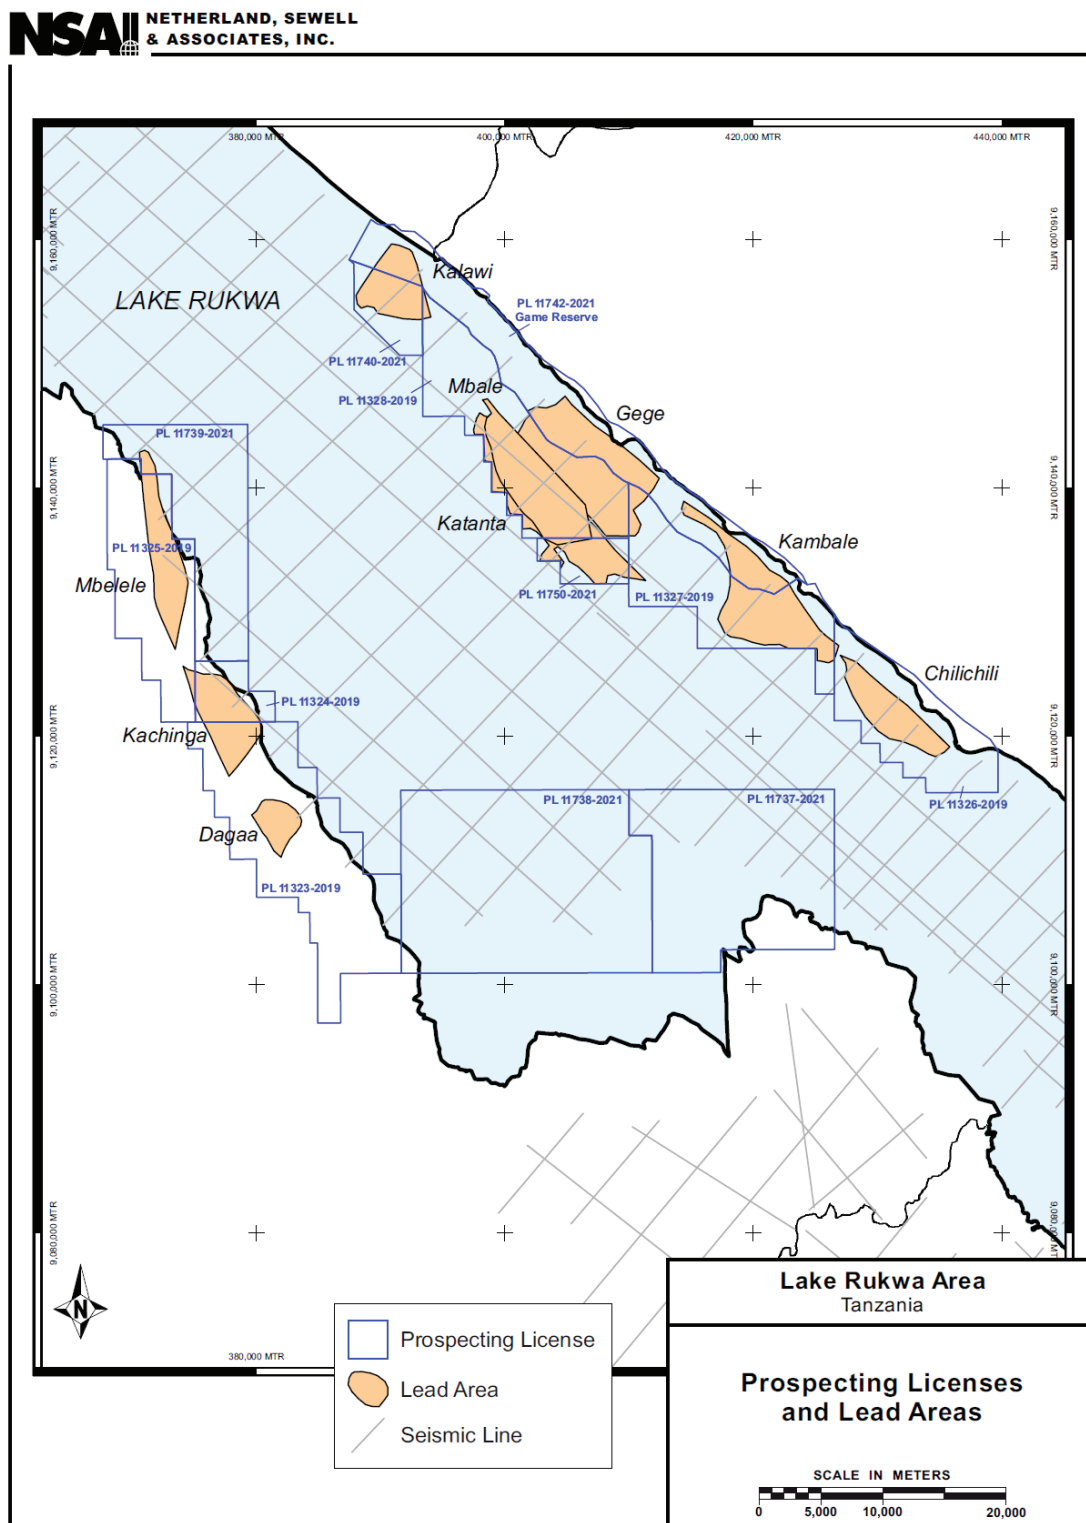 NSAI NETHERLAND, SEWELL
& ASSOCIATES, INC.
380,000 MTR
400,000 MTR
420,000 MTR
440,000 MTR
9,160,000 MTR
9,160,000 MTR
LAKE RUKWA
Kalawi
PL 11742-2021
Game Reserve
PL 11740-2021
Mbale
PL 11328-2019
Gege
PL 11739-2021
9,140,000 MTR
9,140,000 MTR
Katanta
Kambale
PL 11325-2019
Mbelele
PL 11750-2021
PL 11327-2019
Chilichili
PL 11324-2019
Kachinga
9,120,000 MTR
9,120,000 MTR
PL 11738-2021
PL 11737-2021
PL 11326-2019
Dagaa
PL 11323-2019
9,100,000 MTR
9,100,000 MTR
9,080,000 MTR
9,080,000 MTR
N
380,000 MTR
Prospecting License
Lead Area
Seismic Line
Lake Rukwa Area
Tanzania
Prospecting Licenses
and Lead Areas
SCALE IN METERS
0 5,000 10,000 20,000